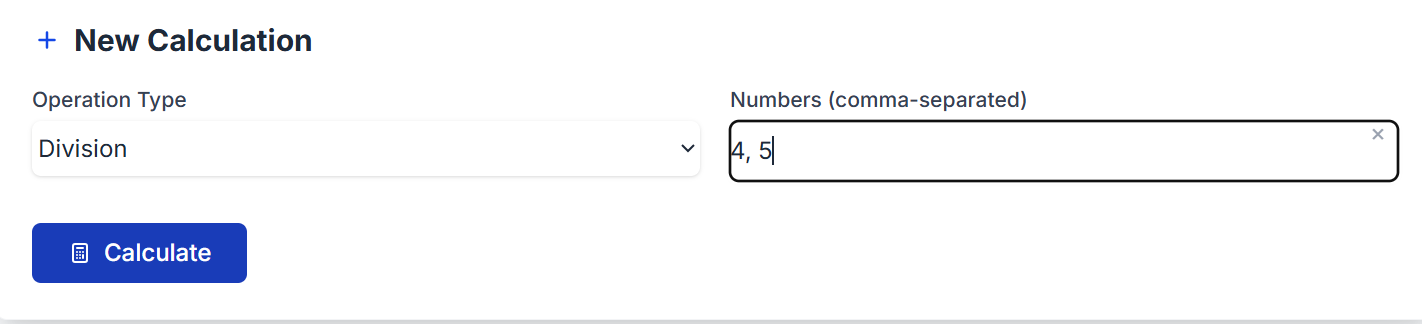 New Calculation
Operation Type
Numbers (comma-separated)
Division
4, 5
Calculate